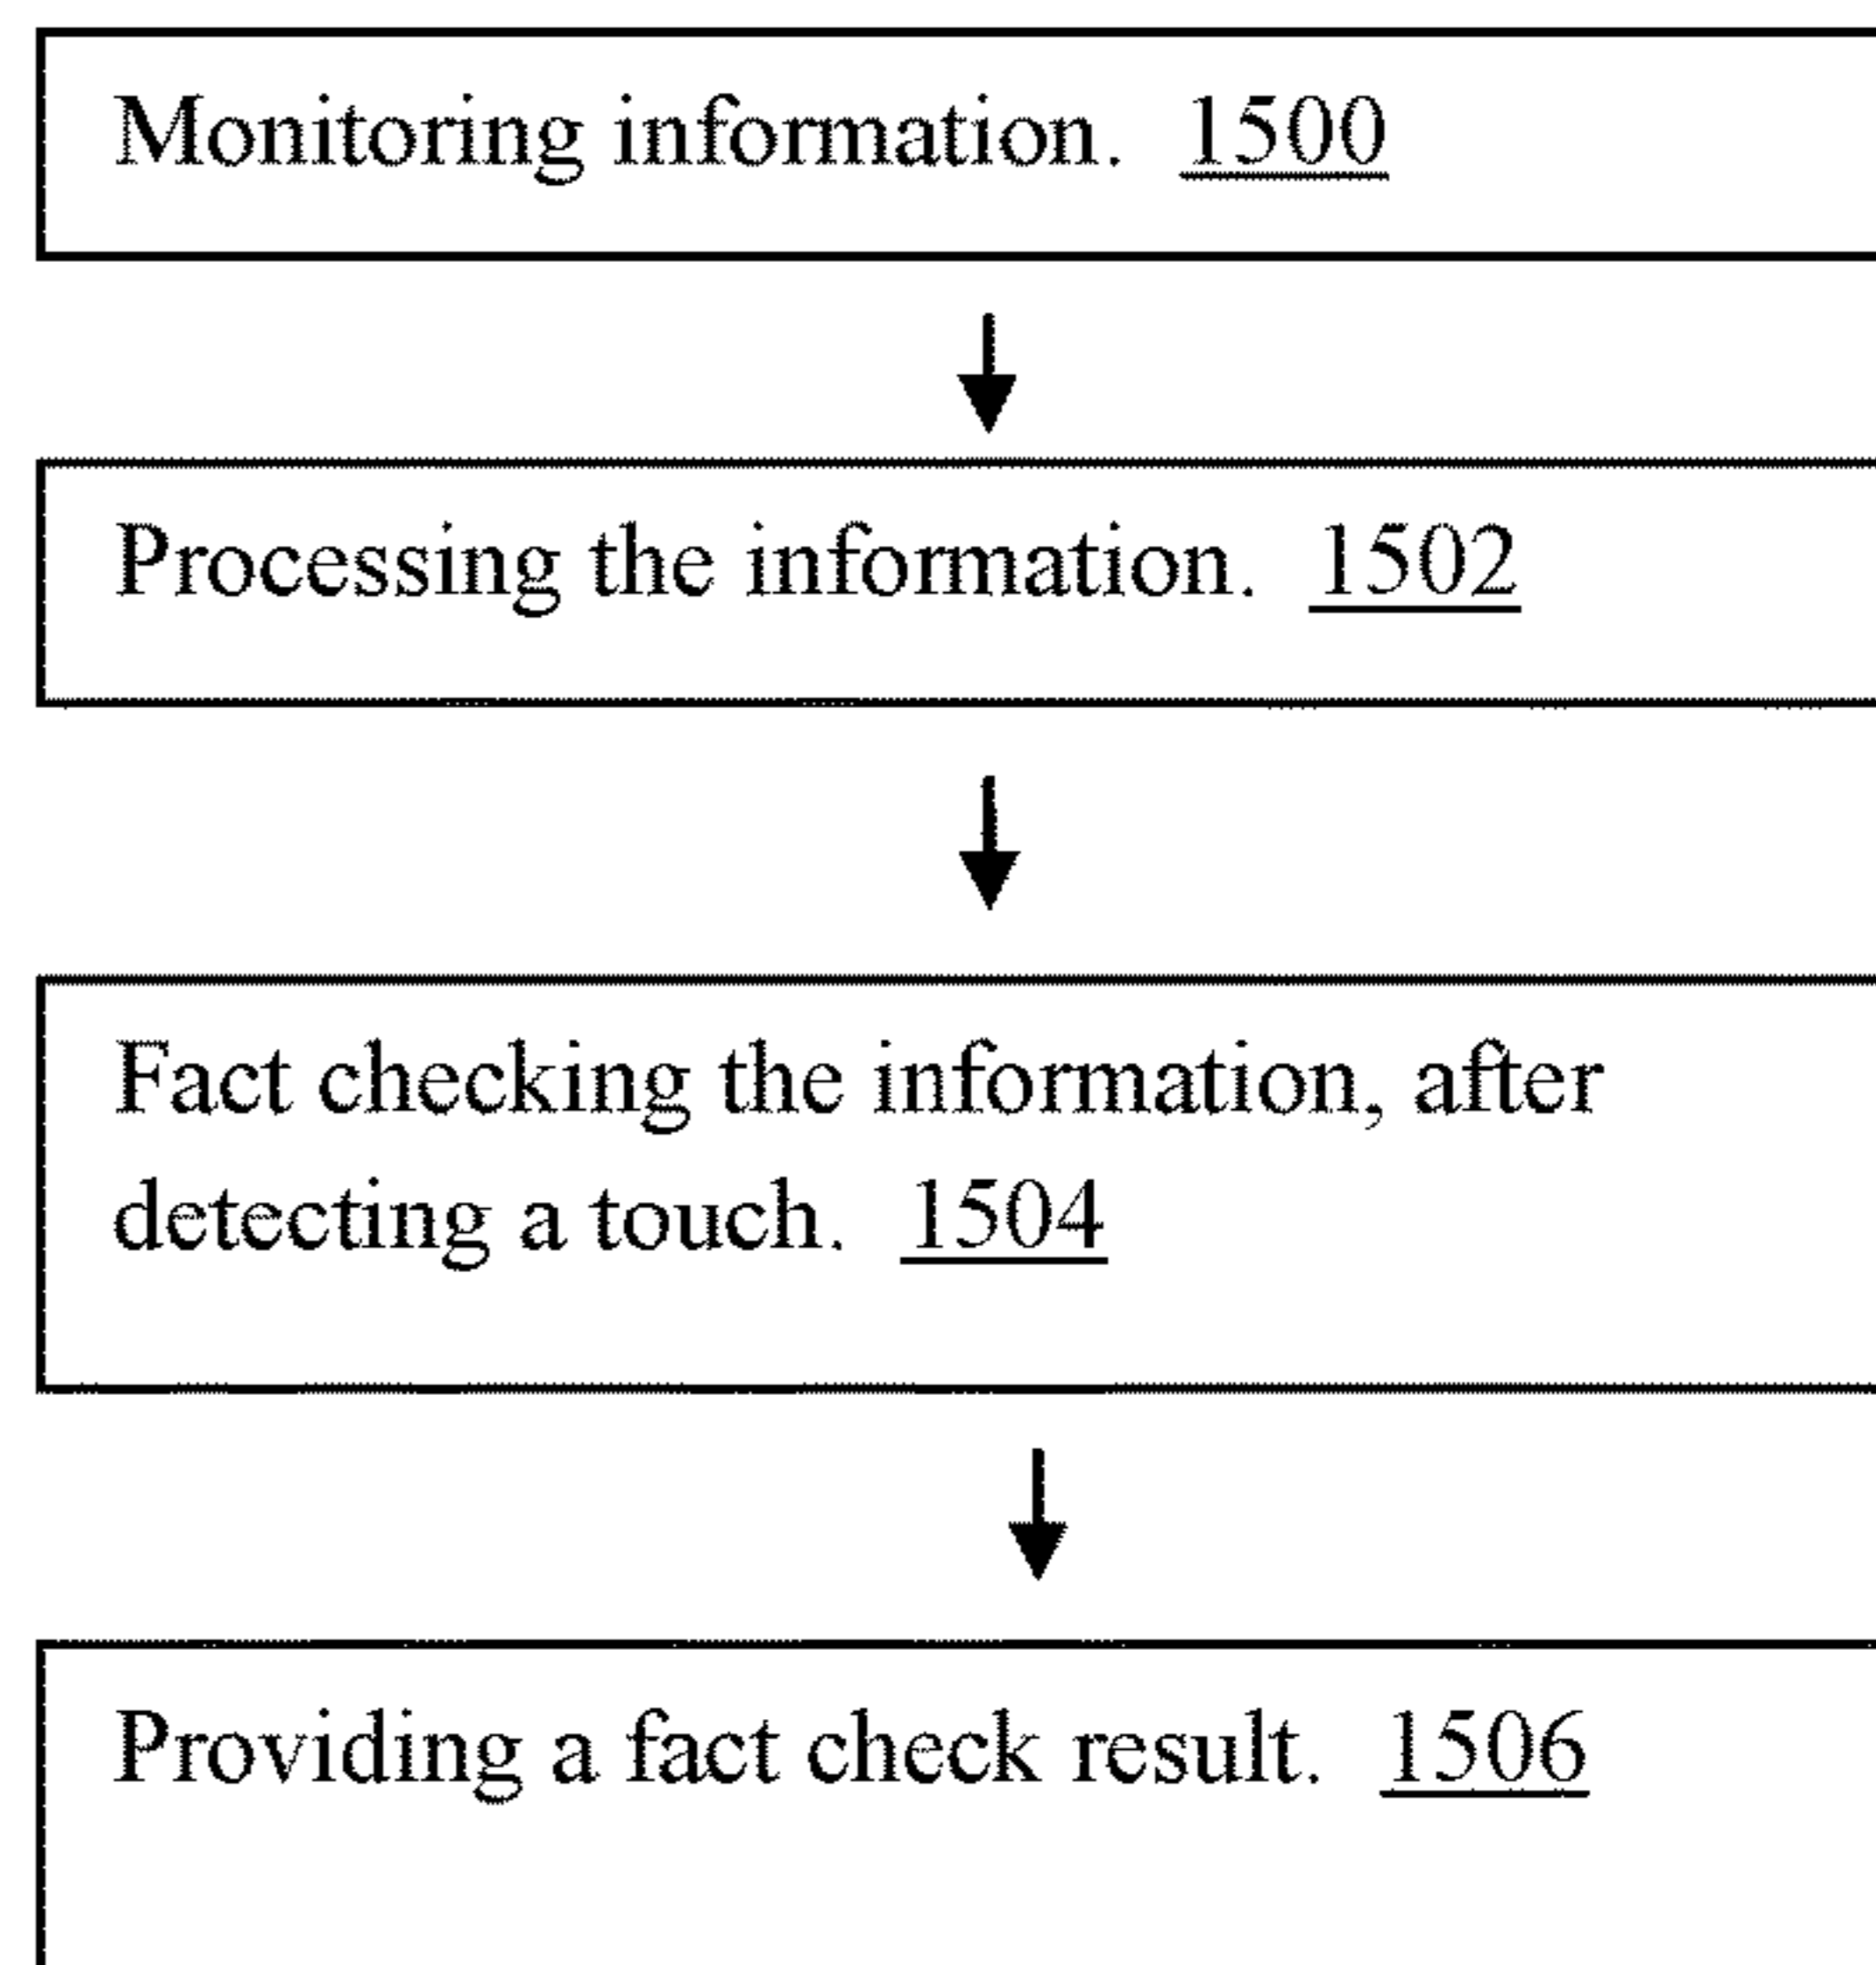 Monitoring information. 1500
Processing the information. 1502
Fact checking the information, after
detecting a touch. 1504
Providing a fact check result. 1506